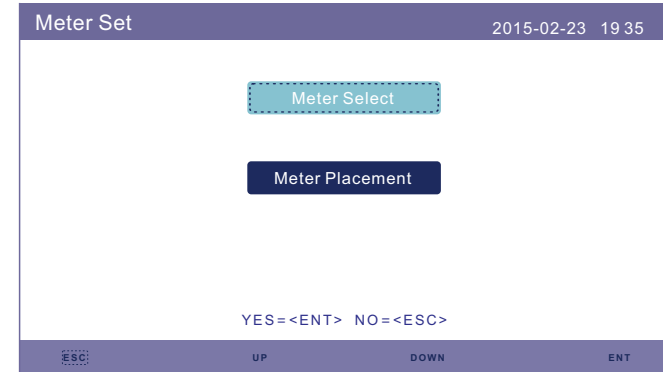 Meter Set 2015-02-23 19 35
Meter Select
Meter Placement
YES=<ENT> NO=<ESC>
ESC UP DOWN ENT